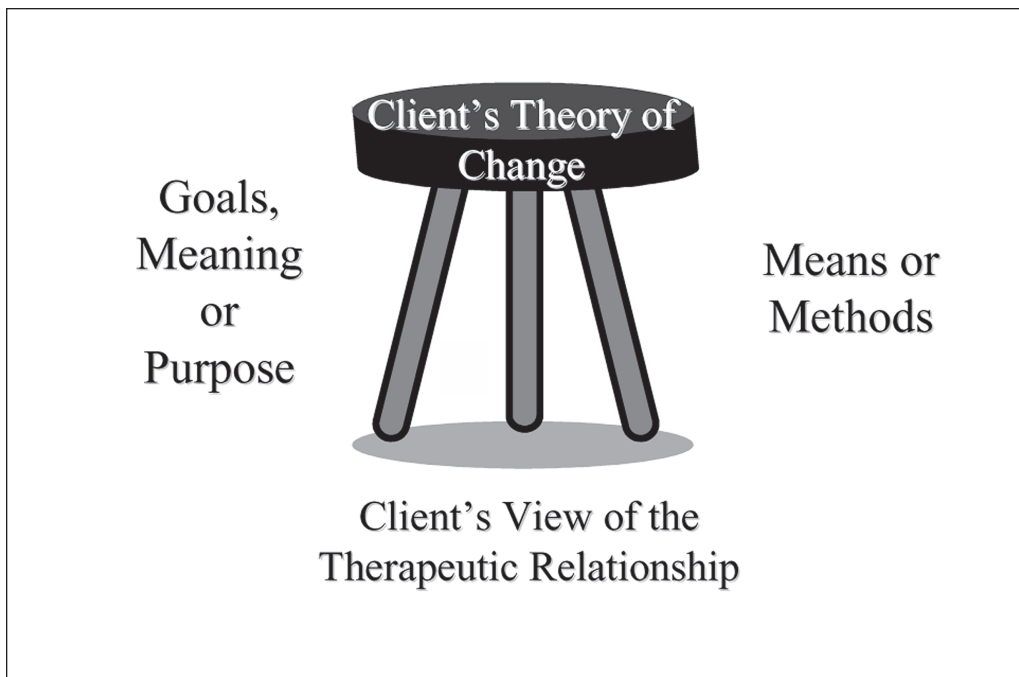 Client’s Theory of
Change
Goals,
Meaning
or
Purpose
Means or
Methods
Client’s View of the
Therapeutic Relationship